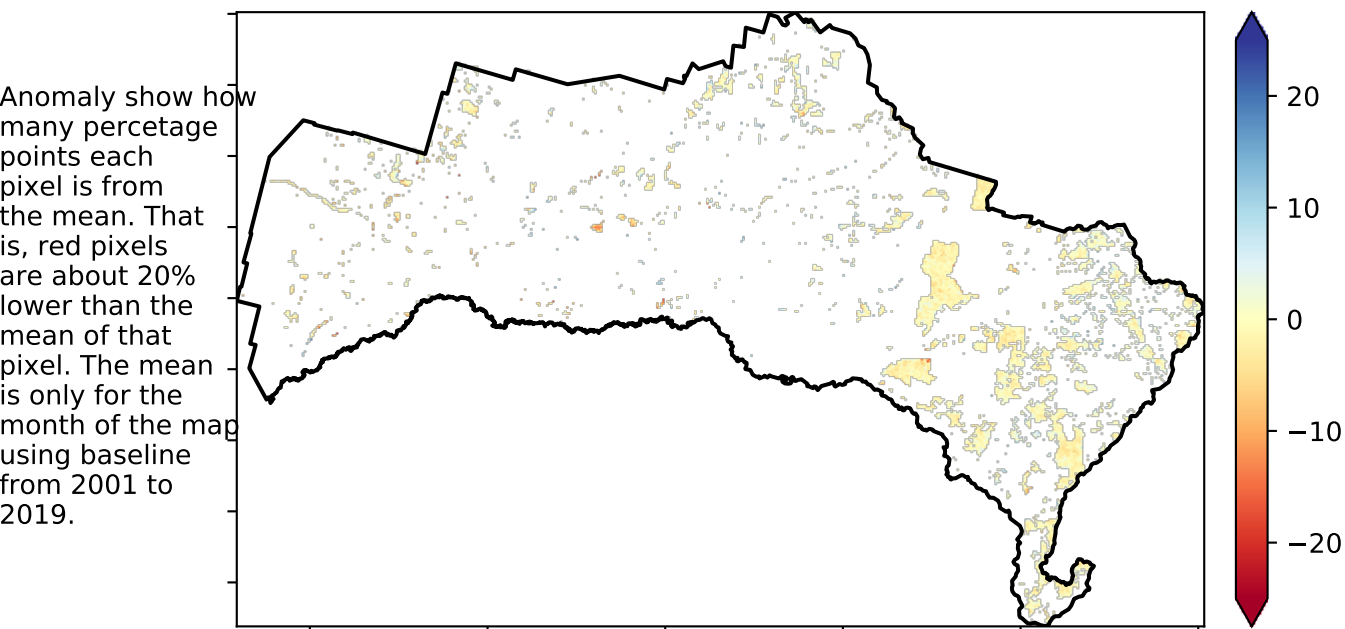 Anomaly show how
many percetage
points each
pixel is from
the mean. That
is, red pixels
are about 20%
lower than the
mean of that
pixel. The mean
is only for the
month of the map
using baseline
from 2001 to
2019.
20
10
0
−10
−20